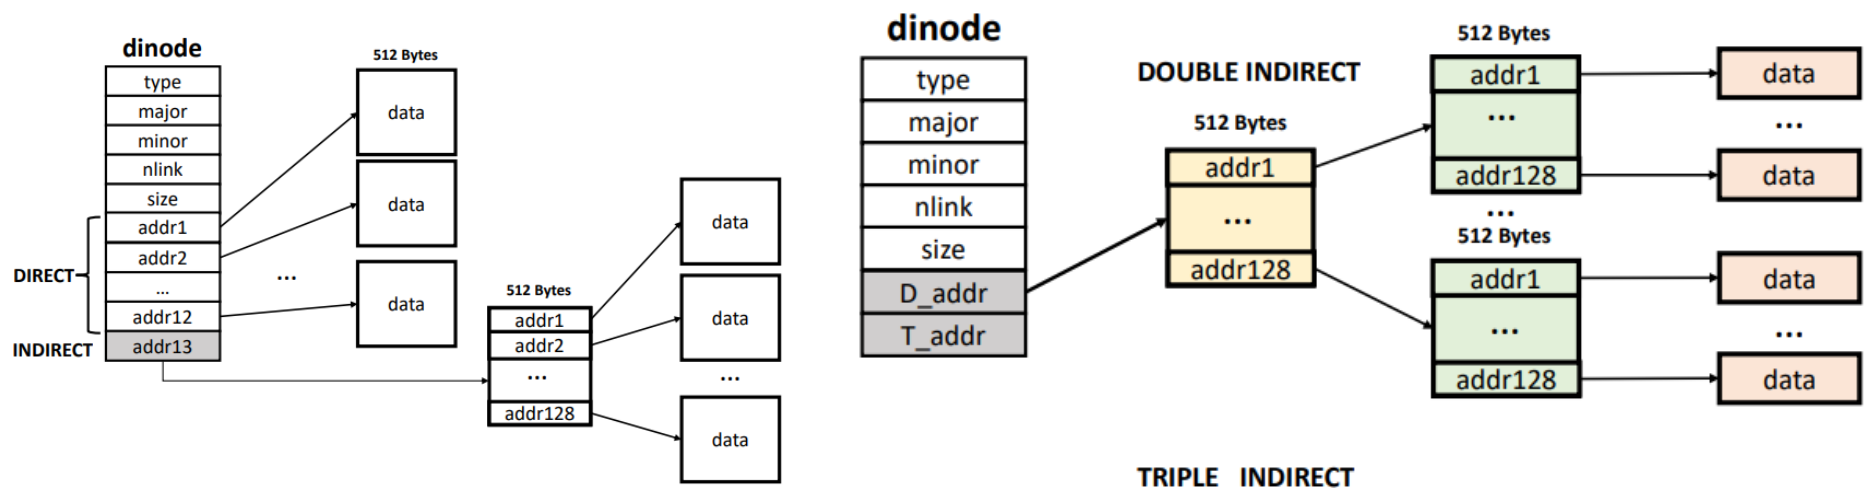 dinode
type
major
minor
nlink
size
addr1
addr2
...
addr12
addr13
DIRECT
INDIRECT
512 Bytes
data
data
...
data
512 Bytes
addr1
addr2
...
addr128
data
data
...
data
dinode
type
major
minor
nlink
size
D_addr
T_addr
DOUBLE INDIRECT
512 Bytes
addr1
...
addr128
512 Bytes
addr1
...
addr128
...
512 Bytes
addr1
...
addr128
data
...
data
data
...
data
TRIPLE INDIRECT